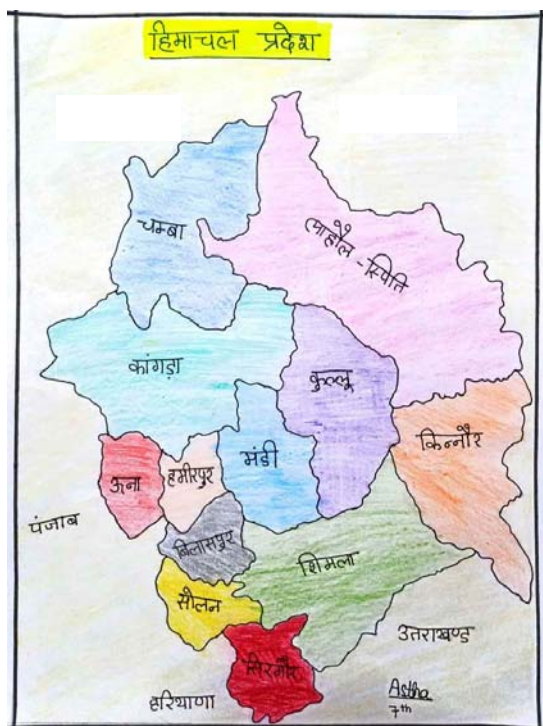 हिमाचल प्रदेश
चम्बा
लाहौल-स्पिति
कांगड़ा
कुल्लू
किन्नौर
मंडी
ऊना
हमीरपुर
पंजाब
बिलासपुर
शिमला
सोलन
उत्तराखण्ड
सिरमौर
हरियाणा
Astha
7th